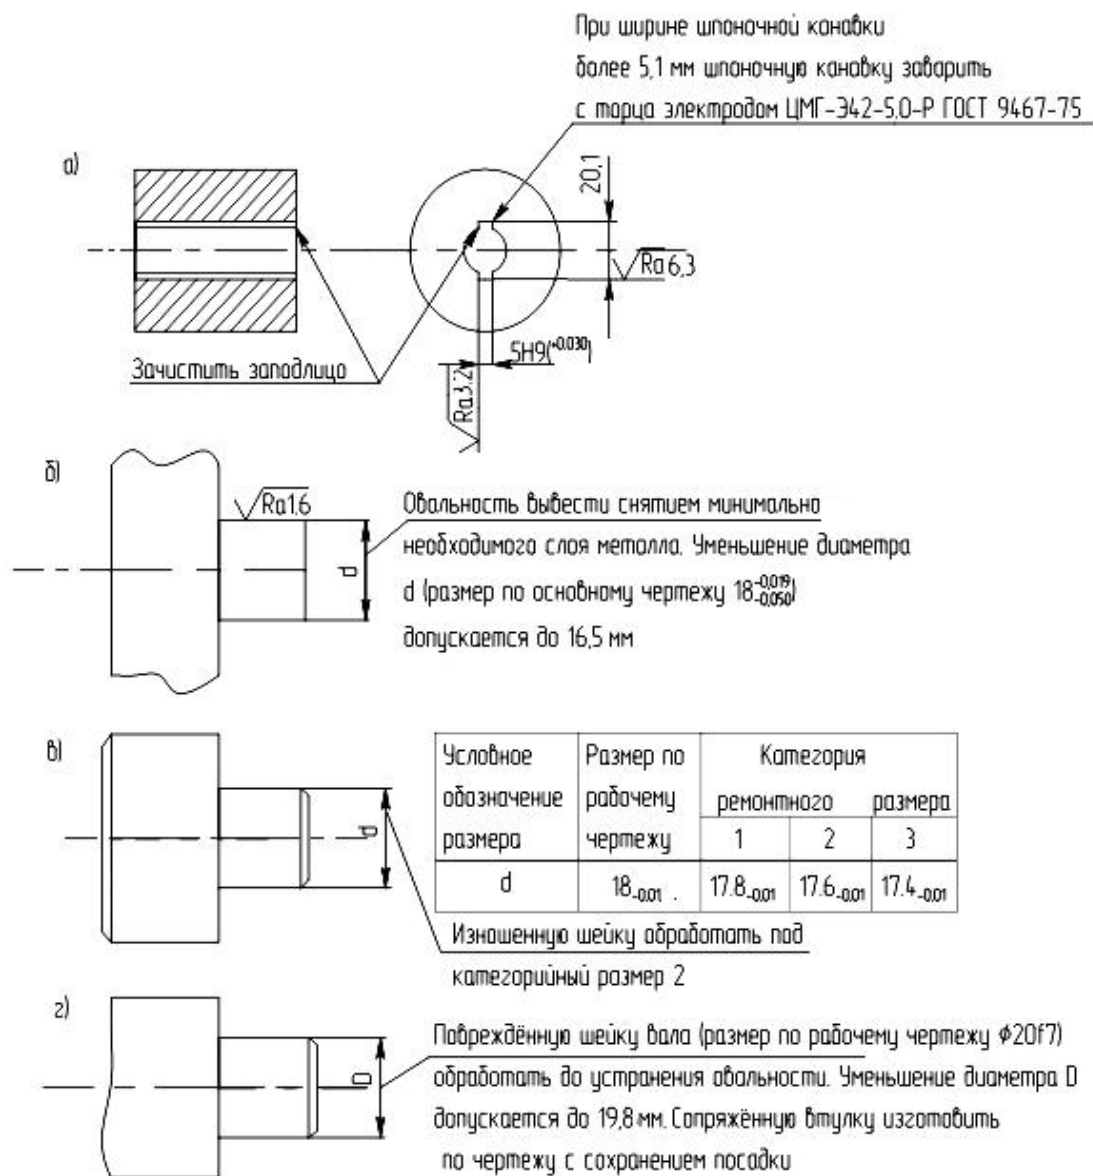 При ширине шпоночной канавки
более 5,1 мм шпоночную канавку заварить
с торца электродом ЦМГ-Э42-5,0-Р ГОСТ 9467-75
а)
20,1
Ra 6,3
5H9(+0.030)
Зачистить заподлицо
Ra3.2
б)
Ra1.6
d
Овальность вывести снятием минимально
необходимого слоя металла. Уменьшение диаметра
d (размер по основному чертежу 18-0,019 -0,050)
допускается до 16,5 мм
в)
d
Условное обозначение размера
Размер по рабочему чертежу
Категория ремонтного размера
1 2 3
d 18-0.01 . 17.8-0.01 17.6-0.01 17.4-0.01
Изношенную шейку обработать под
категорийный размер 2
г)
D
Повреждённую шейку вала (размер по рабочему чертежу ϕ20f7)
обработать до устранения овальности. Уменьшение диаметра D
допускается до 19,8 мм. Сопряжённую втулку изготовить
по чертежу с сохранением посадки